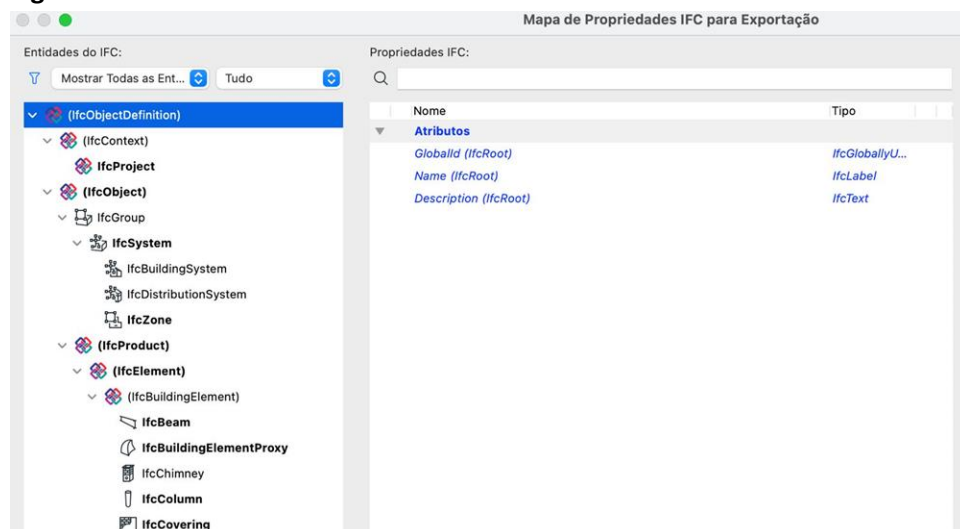 Mapa de Propriedades IFC para Exportação
Entidades do IFC:
Mostrar Todas as Ent... Tudo
(IfcObjectDefinition)
(IfcContext)
IfcProject
(IfcObject)
IfcGroup
IfcSystem
IfcBuildingSystem
IfcDistributionSystem
IfcZone
(IfcProduct)
(IfcElement)
(IfcBuildingElement)
IfcBeam
IfcBuildingElementProxy
IfcChimney
IfcColumn
IfcCovering
Propriedades IFC:
Nome Tipo
Atributos
GlobalId (IfcRoot) IfcGloballyU...
Name (IfcRoot) IfcLabel
Description (IfcRoot) IfcText